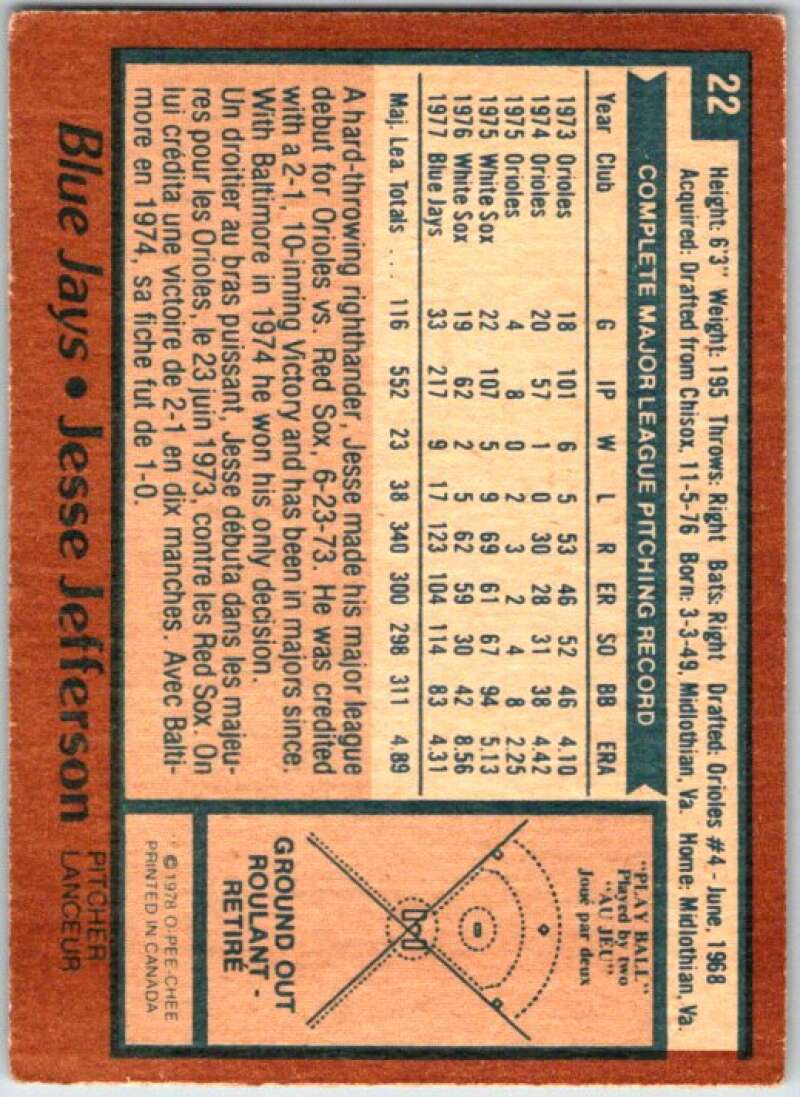 22
Height: 6'3" Weight: 195 Throws: Right Bats: Right Drafted: Orioles #4 - June, 1968
Acquired: Drafted from Chisox, 11-5-76 Born: 3-3-49, Midlothian, Va. Home: Midlothian, Va.
COMPLETE MAJOR LEAGUE PITCHING RECORD
Year Club G IP W L R ER SO BB ERA
1973 Orioles 18 101 6 5 53 46 52 46 4.10
1974 Orioles 20 57 1 0 30 28 31 38 4.42
1975 Orioles 4 8 0 2 3 2 4 8 2.25
1975 White Sox 22 107 5 9 69 61 67 94 5.13
1976 White Sox 19 62 2 5 62 59 30 42 8.56
1977 Blue Jays 33 217 9 17 123 104 114 83 4.31
Maj. Lea. Totals ... 116 552 23 38 340 300 298 311 4.89
A hard-throwing righthander, Jesse made his major league
debut for Orioles vs. Red Sox, 6-23-73. He was credited
with a 2-1, 10-inning Victory and has been in majors since.
With Baltimore in 1974 he won his only decision.
Un droitier au bras puissant, Jesse débuta dans les majeu-
res pour les Orioles, le 23 juin 1973, contre les Red Sox. On
lui crédita une victoire de 2-1 en dix manches. Avec Balti-
more en 1974, sa fiche fut de 1-0.
"PLAY BALL"
Played by two
"AU JEU"
Joué par deux
GROUND OUT
ROULANT -
RETIRÉ
© 1978 O-PEE-CHEE
PRINTED IN CANADA
Blue Jays • Jesse Jefferson
PITCHER
LANCEUR